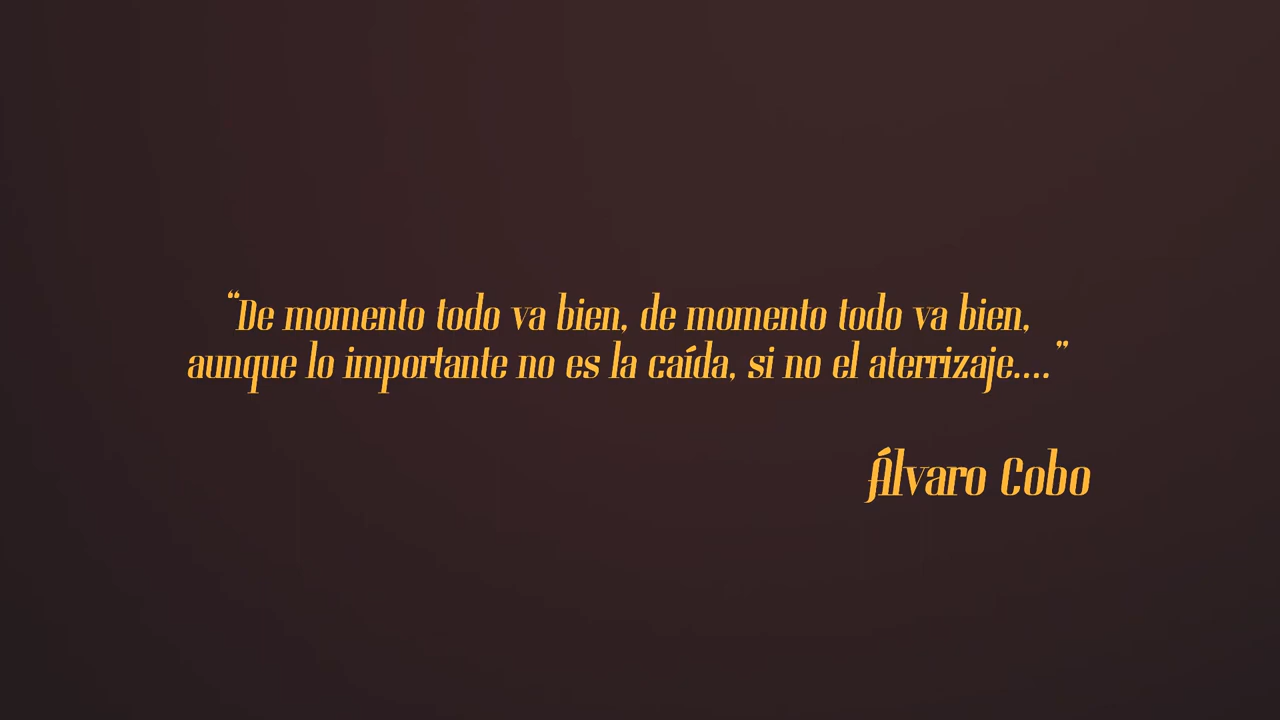 “De momento todo va bien, de momento todo va bien,
aunque lo importante no es la caída, si no el aterrizaje....”
Álvaro Cobo